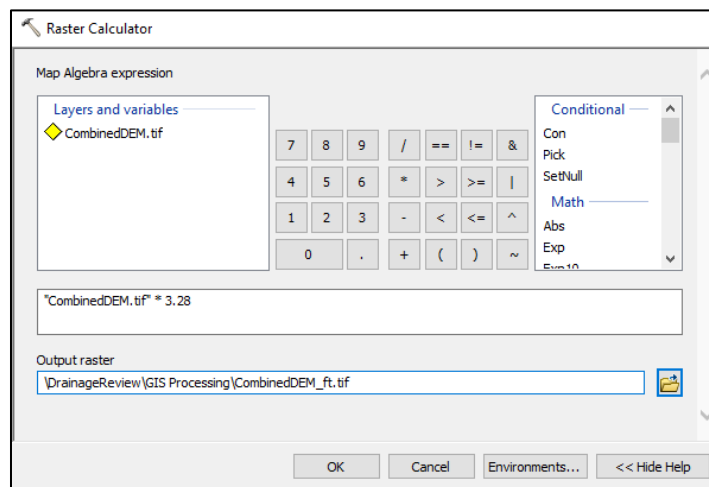 Raster Calculator
Map Algebra expression
Layers and variables
CombinedDEM.tif
7 8 9 / == != &
4 5 6 * > >= |
1 2 3 - < <= ^
0 . + ( ) ~
Conditional
Con
Pick
SetNull
Math
Abs
Exp
Exp10
"CombinedDEM.tif" * 3.28
Output raster
\DrainageReview\GIS Processing\CombinedDEM_ft.tif
OK Cancel Environments... << Hide Help